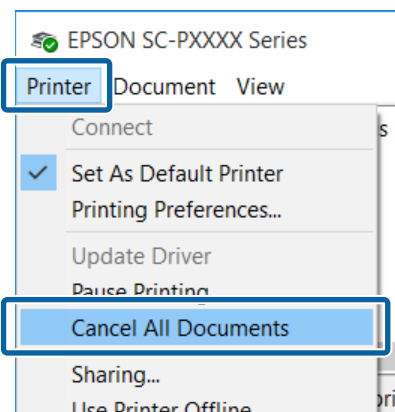 EPSON SC-PXXXX Series
Printer Document View
Connect
Set As Default Printer
Printing Preferences...
Update Driver
Pause Printing
Cancel All Documents
Sharing...
Use Printer Offline